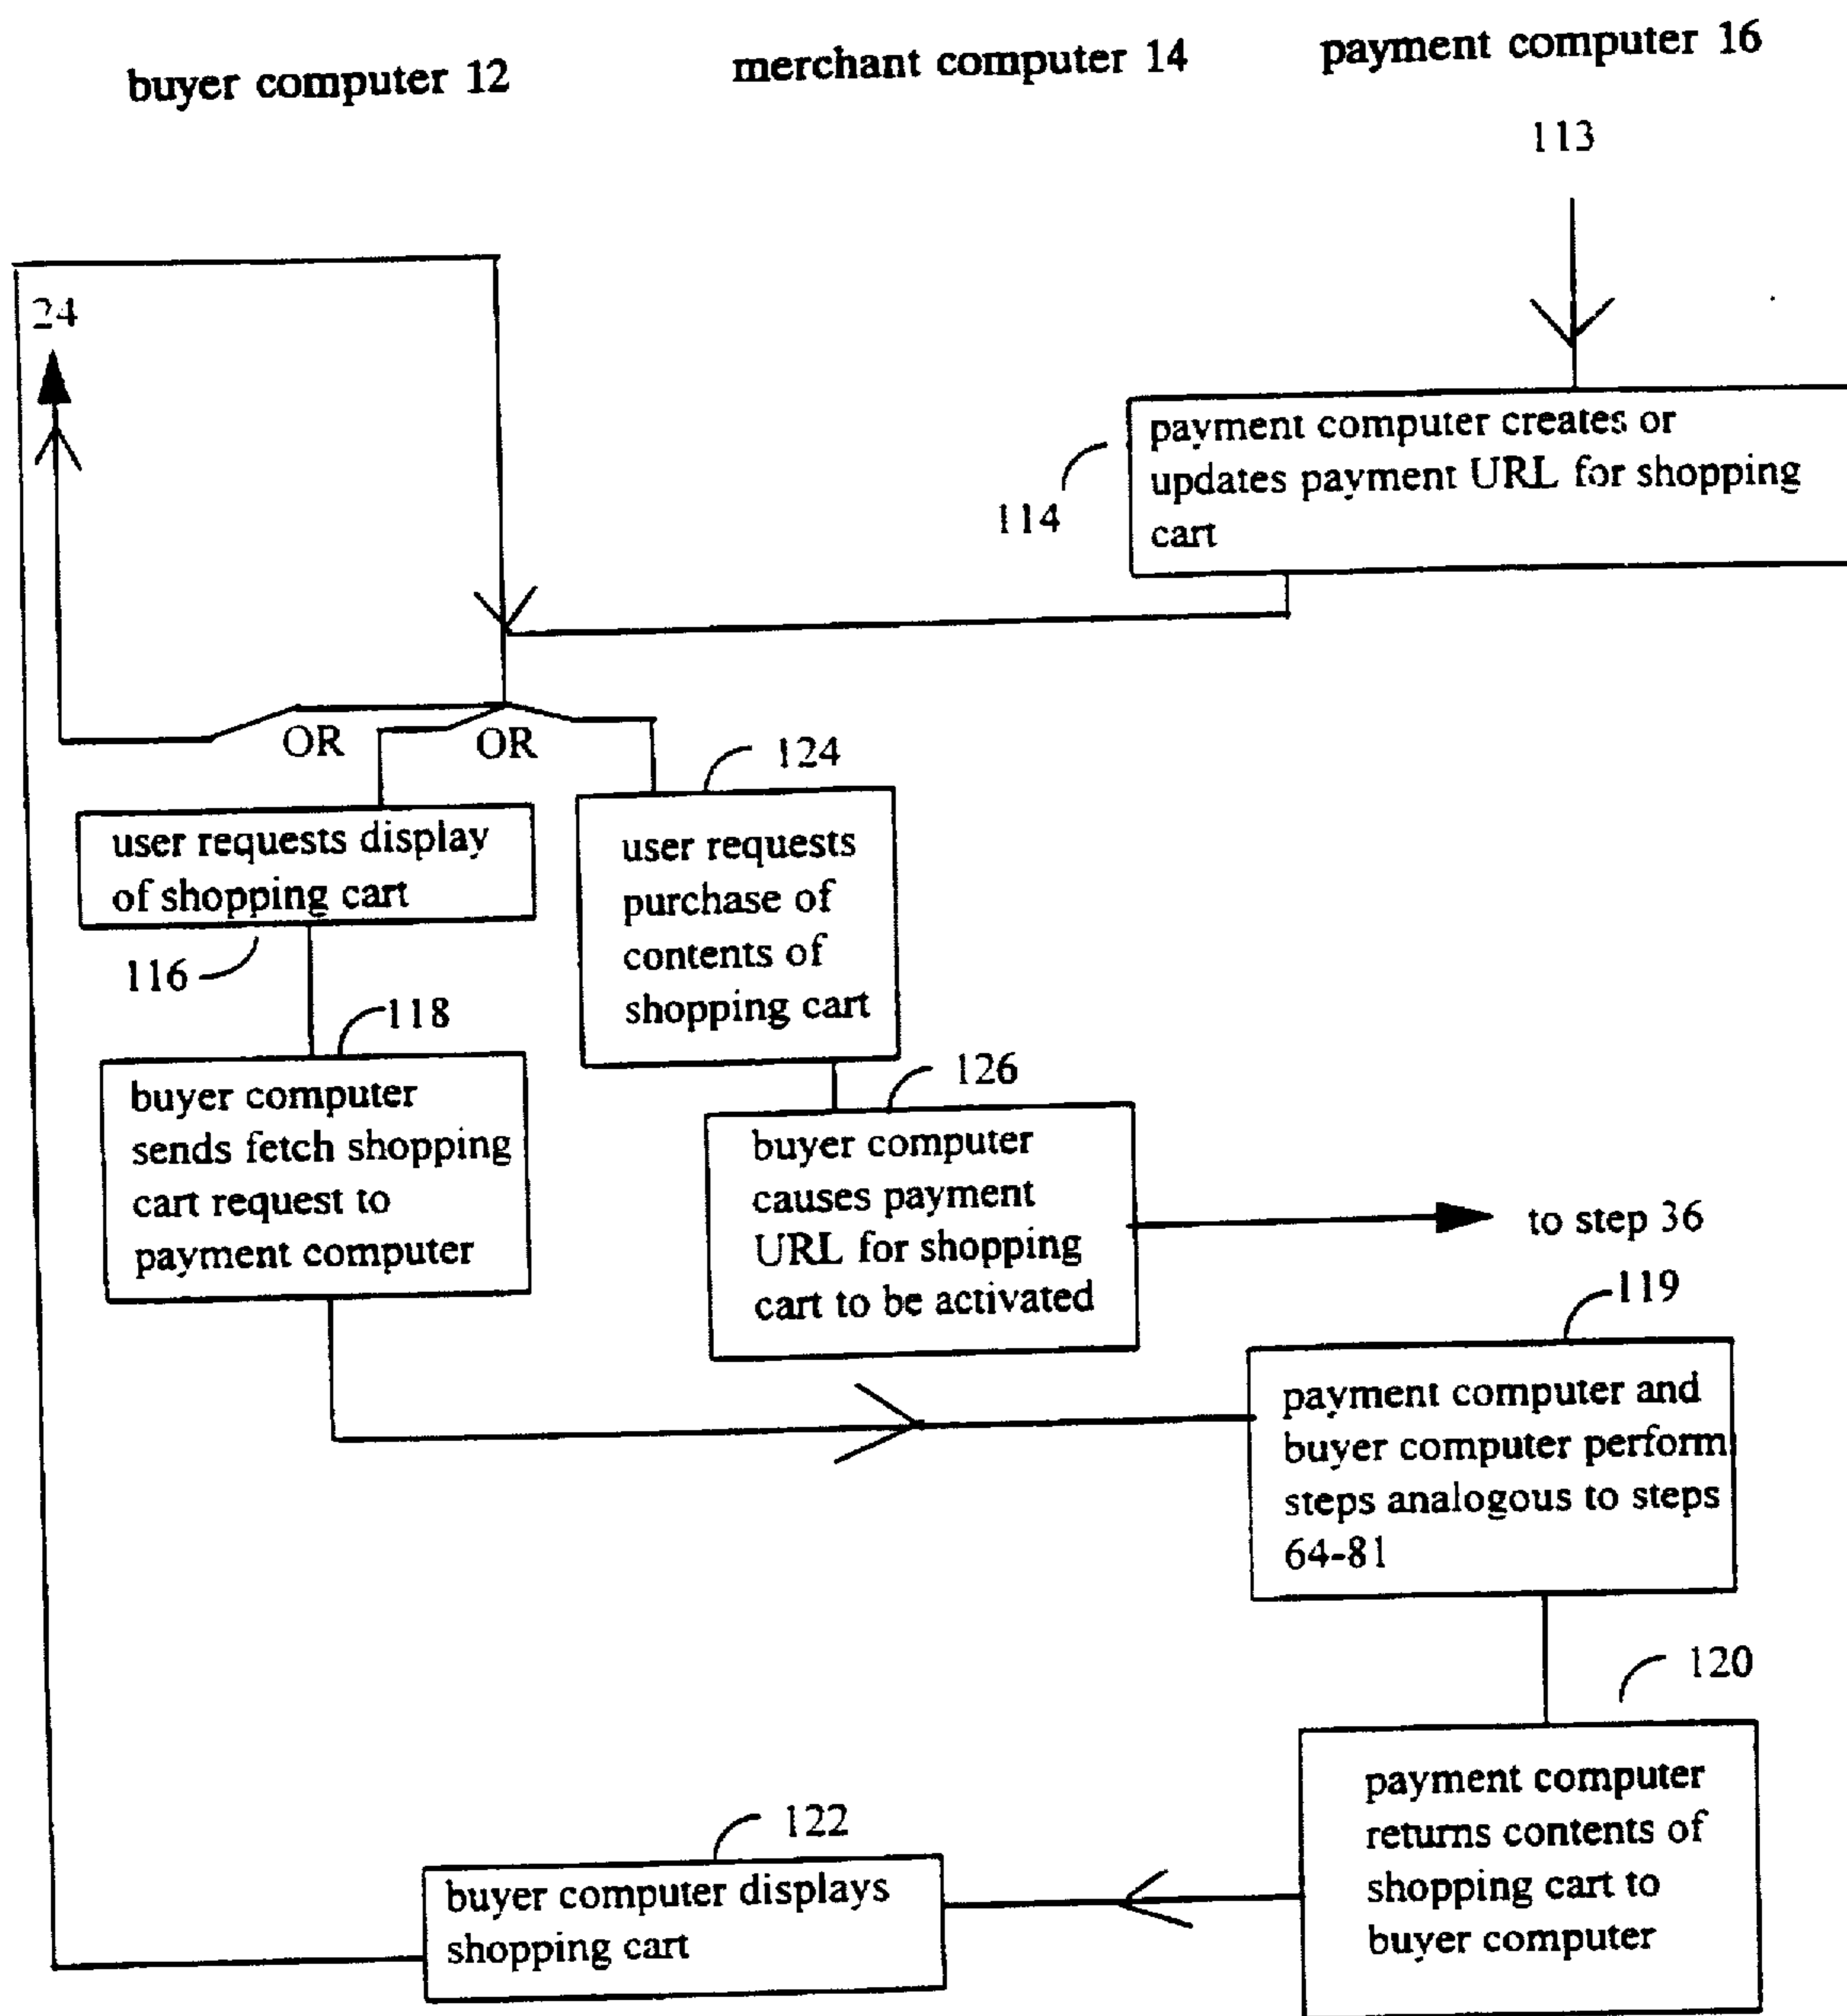 buyer computer 12
merchant computer 14
payment computer 16
113
24
payment computer creates or
updates payment URL for shopping
cart
114
OR
OR
124
user requests display
of shopping cart
116
user requests
purchase of
contents of
shopping cart
118
buyer computer
sends fetch shopping
cart request to
payment computer
126
buyer computer
causes payment
URL for shopping
cart to be activated
to step 36
119
payment computer and
buyer computer perform
steps analogous to steps
64-81
120
payment computer
returns contents of
shopping cart to
buyer computer
122
buyer computer displays
shopping cart